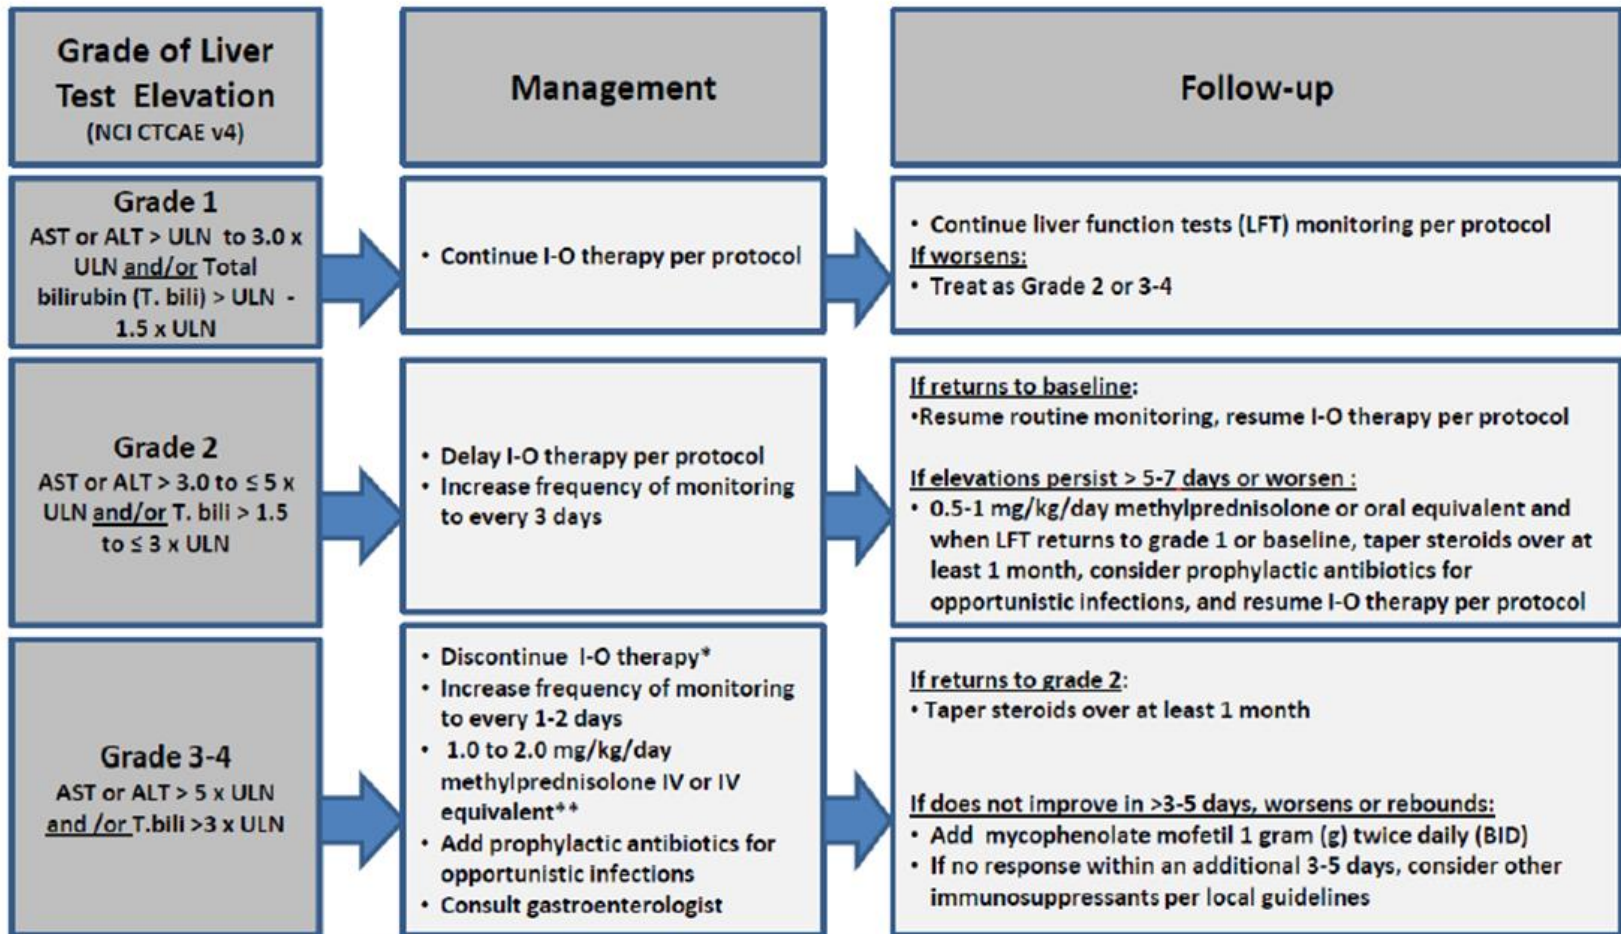 Grade of Liver
Test Elevation
(NCI CTCAE v4)
Management
Follow-up
Grade 1
AST or ALT > ULN to 3.0 x
ULN and/or Total
bilirubin (T. bili) > ULN -
1.5 x ULN
• Continue I-O therapy per protocol
• Continue liver function tests (LFT) monitoring per protocol
If worsens:
• Treat as Grade 2 or 3-4
Grade 2
AST or ALT > 3.0 to ≤ 5 x
ULN and/or T. bili > 1.5
to ≤ 3 x ULN
• Delay I-O therapy per protocol
• Increase frequency of monitoring
to every 3 days
If returns to baseline:
•Resume routine monitoring, resume I-O therapy per protocol
If elevations persist > 5-7 days or worsen :
• 0.5-1 mg/kg/day methylprednisolone or oral equivalent and
when LFT returns to grade 1 or baseline, taper steroids over at
least 1 month, consider prophylactic antibiotics for
opportunistic infections, and resume I-O therapy per protocol
Grade 3-4
AST or ALT > 5 x ULN
and /or T.bili >3 x ULN
• Discontinue I-O therapy*
• Increase frequency of monitoring
to every 1-2 days
• 1.0 to 2.0 mg/kg/day
methylprednisolone IV or IV
equivalent**
• Add prophylactic antibiotics for
opportunistic infections
• Consult gastroenterologist
If returns to grade 2:
• Taper steroids over at least 1 month
If does not improve in >3-5 days, worsens or rebounds:
• Add mycophenolate mofetil 1 gram (g) twice daily (BID)
• If no response within an additional 3-5 days, consider other
immunosuppressants per local guidelines